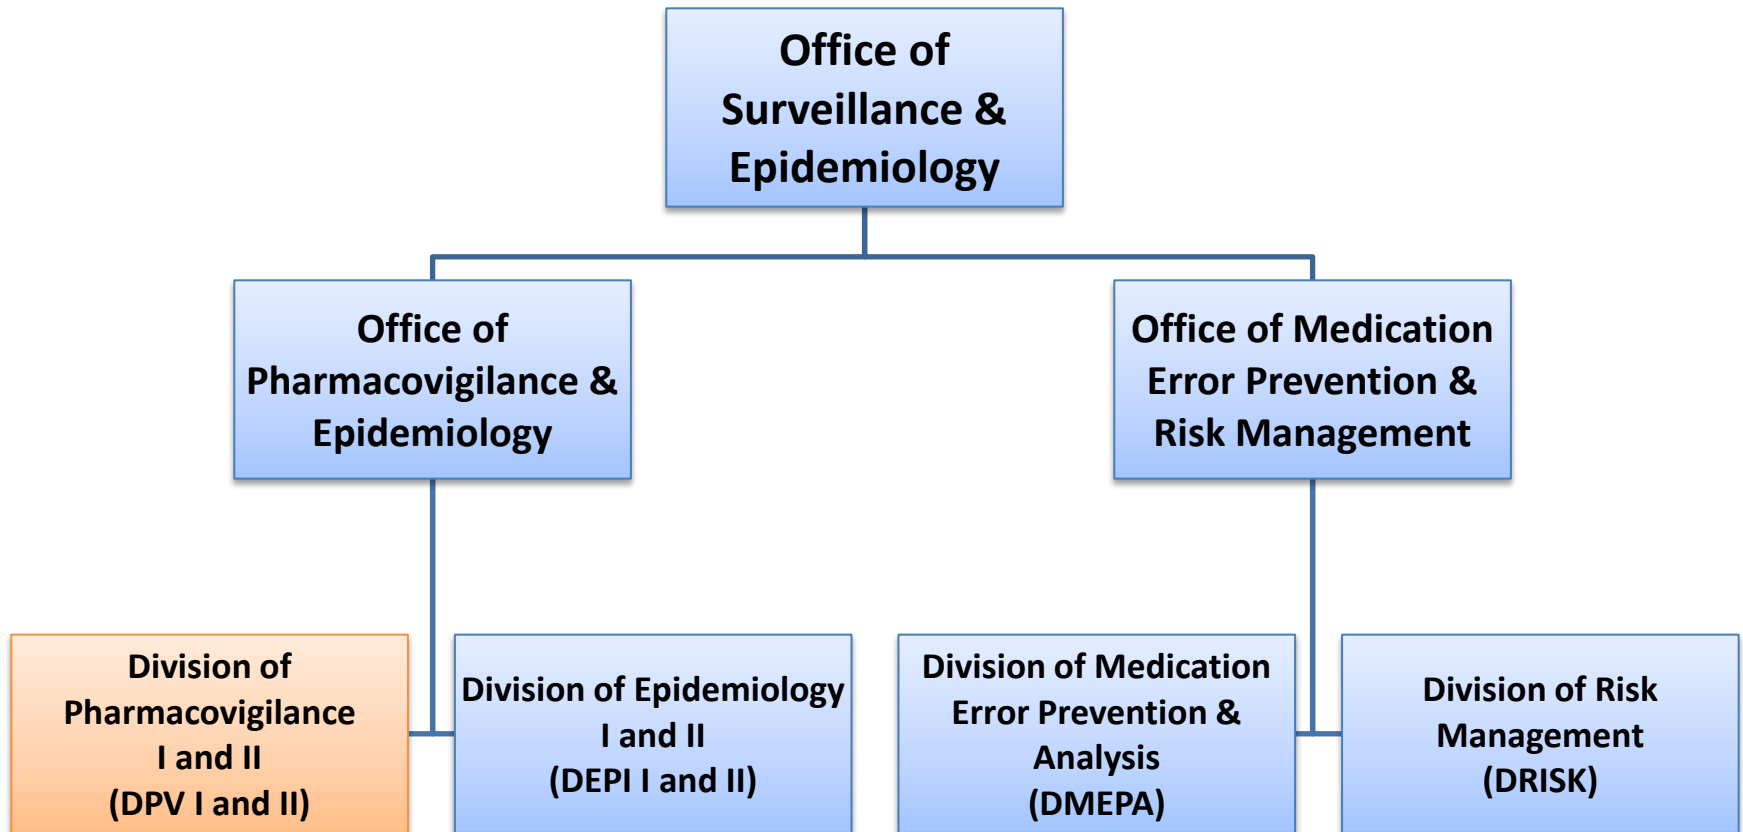 Office of
Surveillance &
Epidemiology
Office of
Pharmacovigilance &
Epidemiology
Office of Medication
Error Prevention &
Risk Management
Division of
Pharmacovigilance
I and II
(DPV I and II)
Division of Epidemiology
I and II
(DEPI I and II)
Division of Medication
Error Prevention &
Analysis
(DMEPA)
Division of Risk
Management
(DRISK)